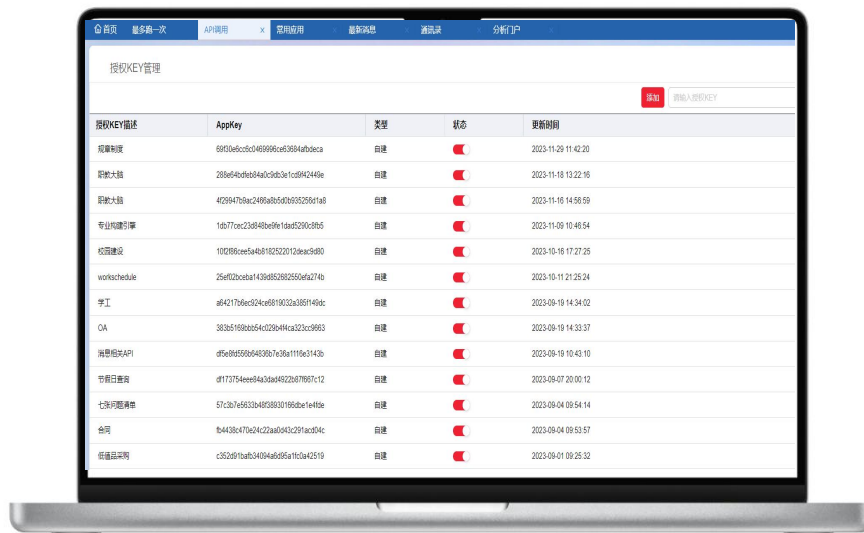 首页 最多跑一次 API调用 x 常用应用 最新消息 通讯录 分析门户
授权KEY管理
添加 请输入授权KEY
授权KEY描述 AppKey 类型 状态 更新时间
规章制度 69f30e6cc6c0469996ce63684afbdeca 自建 2023-11-29 11:42:20
职教大脑 288e64bdfeb84a0c9db3e1cd9f42449e 自建 2023-11-18 13:22:16
职教大脑 4f29947b9ac2466a8b5d0b935256d1a8 自建 2023-11-16 14:56:59
专业构建引擎 1db77cec23d848be9fe1dad5290c8fb5 自建 2023-11-09 10:46:54
校园建设 10f2f86cee5a4b8182522012deac9d80 自建 2023-10-16 17:27:25
workschedule 25ef02bceba1439d852682550efa274b 自建 2023-10-11 21:25:24
学工 a64217b6ec924ce6819032a385f149dc 自建 2023-09-19 14:34:02
OA 383b5169bbb54c029b4f4ca323cc9663 自建 2023-09-19 14:33:37
消息相关API df5e8fd556b64836b7e36a1116e3143b 自建 2023-09-19 10:43:10
节假日查询 df173754eee84a3dad4922b87f667c12 自建 2023-09-07 20:00:12
七张问题清单 57c3b7e5633b48f38930166dbe1e4fde 自建 2023-09-04 09:54:14
合同 fb4438c470e24c22aa0d43c291acd04c 自建 2023-09-04 09:53:57
低值品采购 c352d91bafb34094a6d95a1fc0a42519 自建 2023-09-01 09:25:32